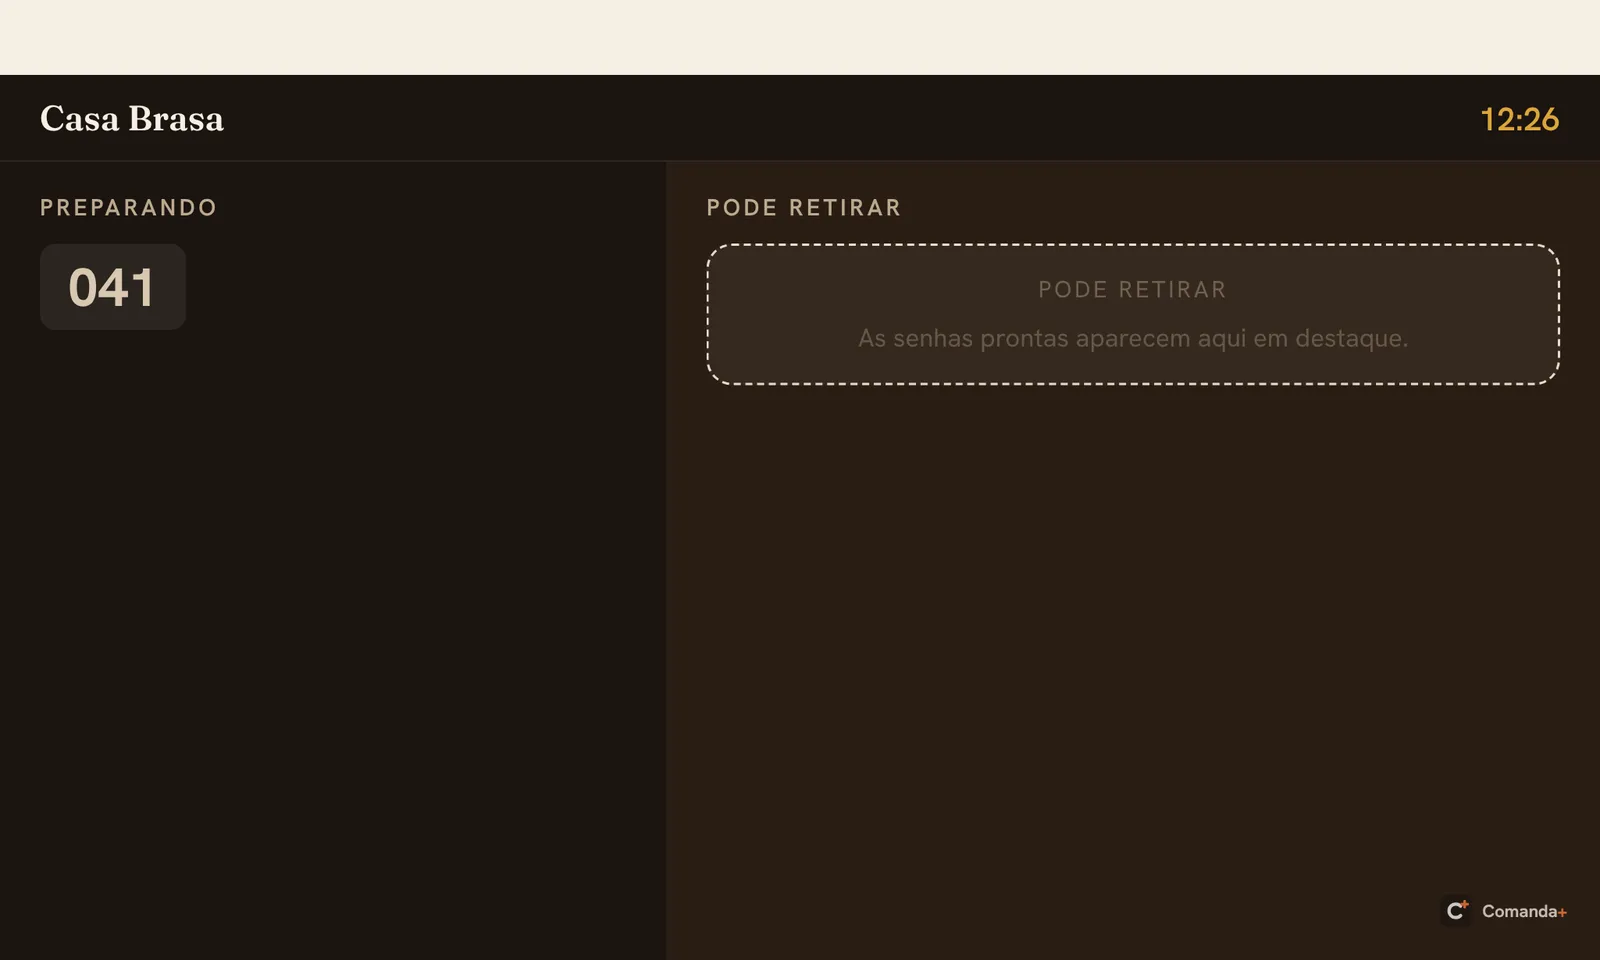 Casa Brasa
12:26
PREPARANDO
041
PODE RETIRAR
PODE RETIRAR
As senhas prontas aparecem aqui em destaque.
C+ Comanda+